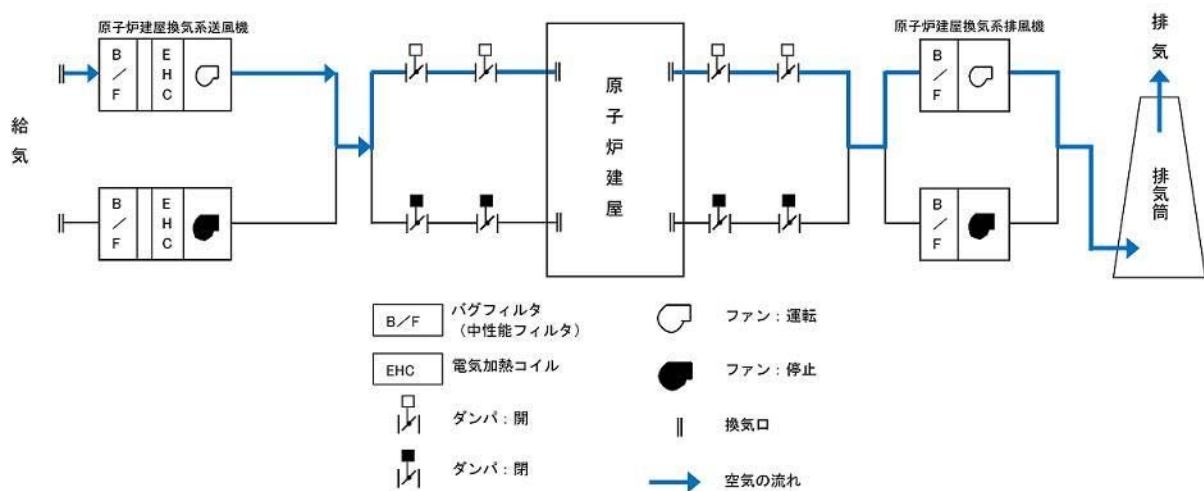 原子炉建屋換気系送風機
原子炉建屋換気系排風機
排気
給気
B/F
EHC
B/F
EHC
原子炉建屋
B/F
B/F
排気筒
B/F
バグフィルタ
(中性能フィルタ)
EHC
電気加熱コイル
ダンパ:開
ダンパ:閉
ファン:運転
ファン:停止
換気口
空気の流れ